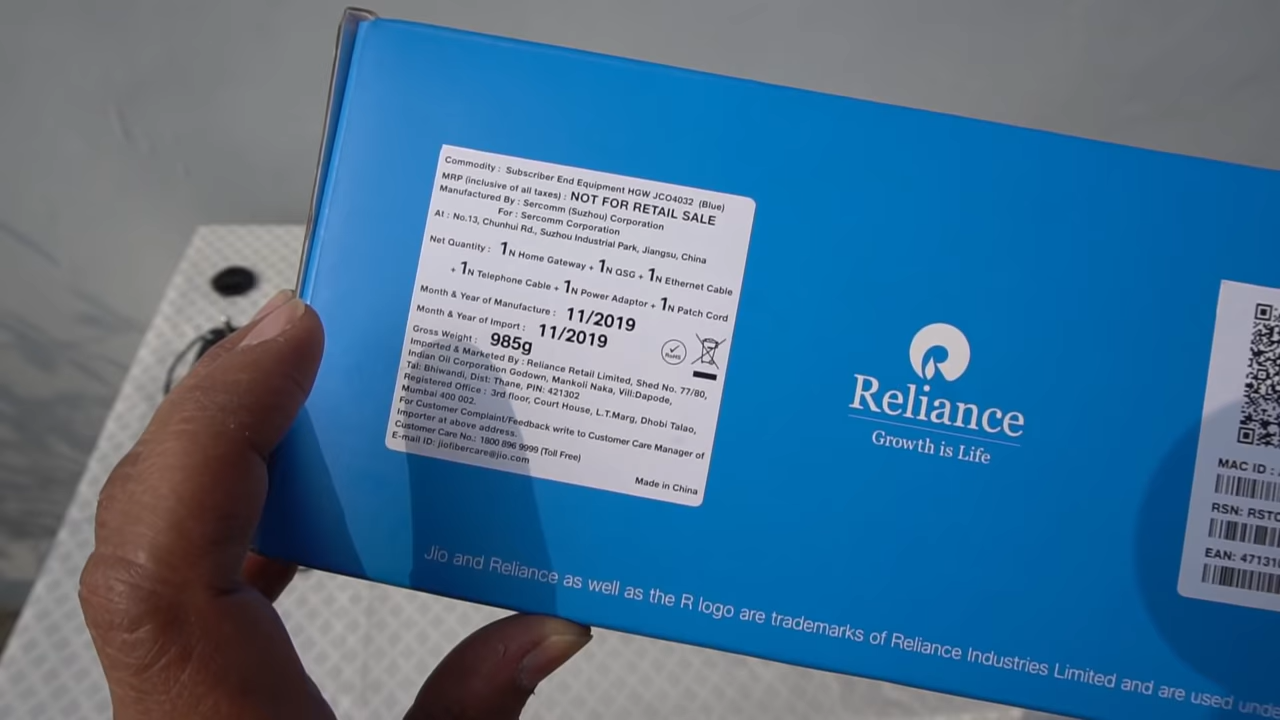 Commodity : Subscriber End Equipment HGW JCO4032 (Blue)
MRP (inclusive of all taxes) : NOT FOR RETAIL SALE
Manufactured By : Sercomm (Suzhou) Corporation
For : Sercomm Corporation
At : No.13, Chunhui Rd., Suzhou Industrial Park, Jiangsu, China
Net Quantity : 1N Home Gateway + 1N QSG + 1N Ethernet Cable
+ 1N Telephone Cable + 1N Power Adaptor + 1N Patch Cord
Month & Year of Manufacture : 11/2019
Month & Year of Import : 11/2019
Gross Weight : 985g
RoHS
Imported & Marketed By : Reliance Retail Limited, Shed No. 77/80,
Indian Oil Corporation Godown, Mankoli Naka, Vill:Dapode,
Tal: Bhiwandi, Dist: Thane, PIN: 421302
Registered Office : 3rd floor, Court House, L.T.Marg, Dhobi Talao,
Mumbai 400 002.
For Customer Complaint/Feedback write to Customer Care Manager of
Importer at above address.
Customer Care No.: 1800 896 9999 (Toll Free)
E-mail ID: jiofibercare@jio.com
Made in China
Reliance
Growth is Life
MAC ID :
RSN: RST
EAN: 47131
Jio and Reliance as well as the R logo are trademarks of Reliance Industries Limited and are used unde